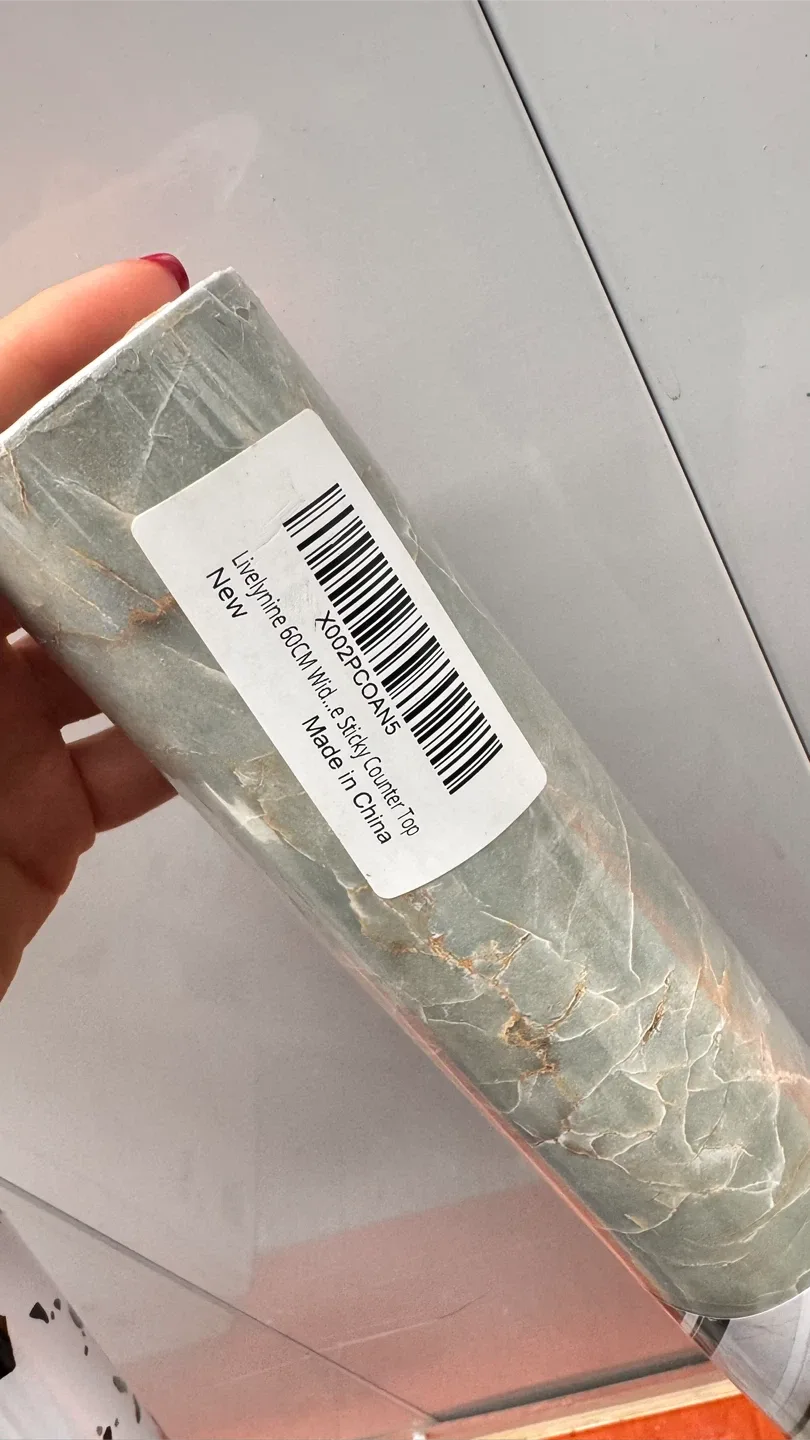 X002PCOAN5
Livelynine 60CM Wid...e Sticky Counter Top
New
Made in China